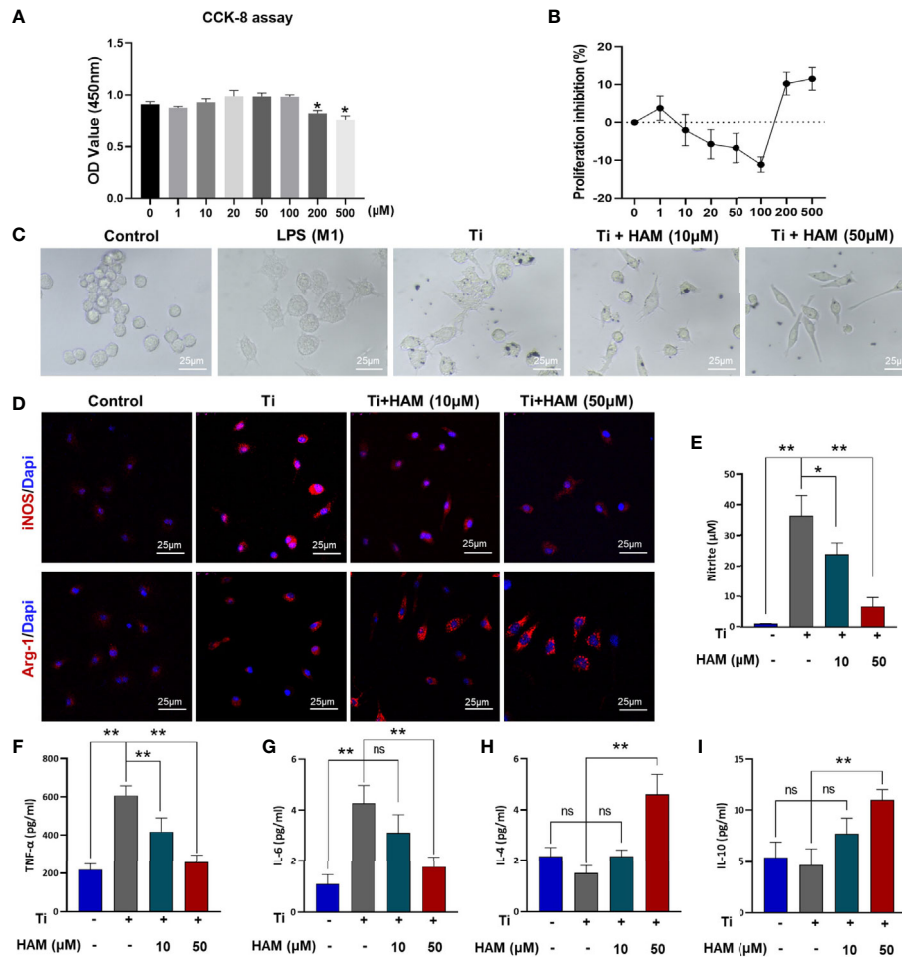 A
CCK-8 assay
OD Value (450nm)
1.5
1.0
0.5
0.0
* *
0 1 10 20 50 100 200 500 (µM)
B
Proliferation inhibition (%)
20
10
0
-10
-20
0 1 10 20 50 100 200 500
C
Control LPS (M1) Ti Ti + HAM (10µM) Ti + HAM (50µM)
25µm 25µm 25µm 25µm 25µm
D
Control Ti Ti+HAM (10µM) Ti+HAM (50µM)
iNOS/Dapi
25µm 25µm 25µm 25µm
Arg-1/Dapi
25µm 25µm 25µm 25µm
E
** **
*
Nitrite (µM)
50
40
30
20
10
0
Ti - + + +
HAM (µM) - - 10 50
F
** **
**
TNF-α (pg/ml)
800
600
400
200
0
Ti - + + +
HAM (µM) - - 10 50
G
**
** ns
IL-6 (pg/ml)
6
4
2
0
Ti - + + +
HAM (µM) - - 10 50
H
**
ns ns
IL-4 (pg/ml)
6
4
2
0
Ti - + + +
HAM (µM) - - 10 50
I
**
ns ns
IL-10 (pg/ml)
15
10
5
0
Ti - + + +
HAM (µM) - - 10 50